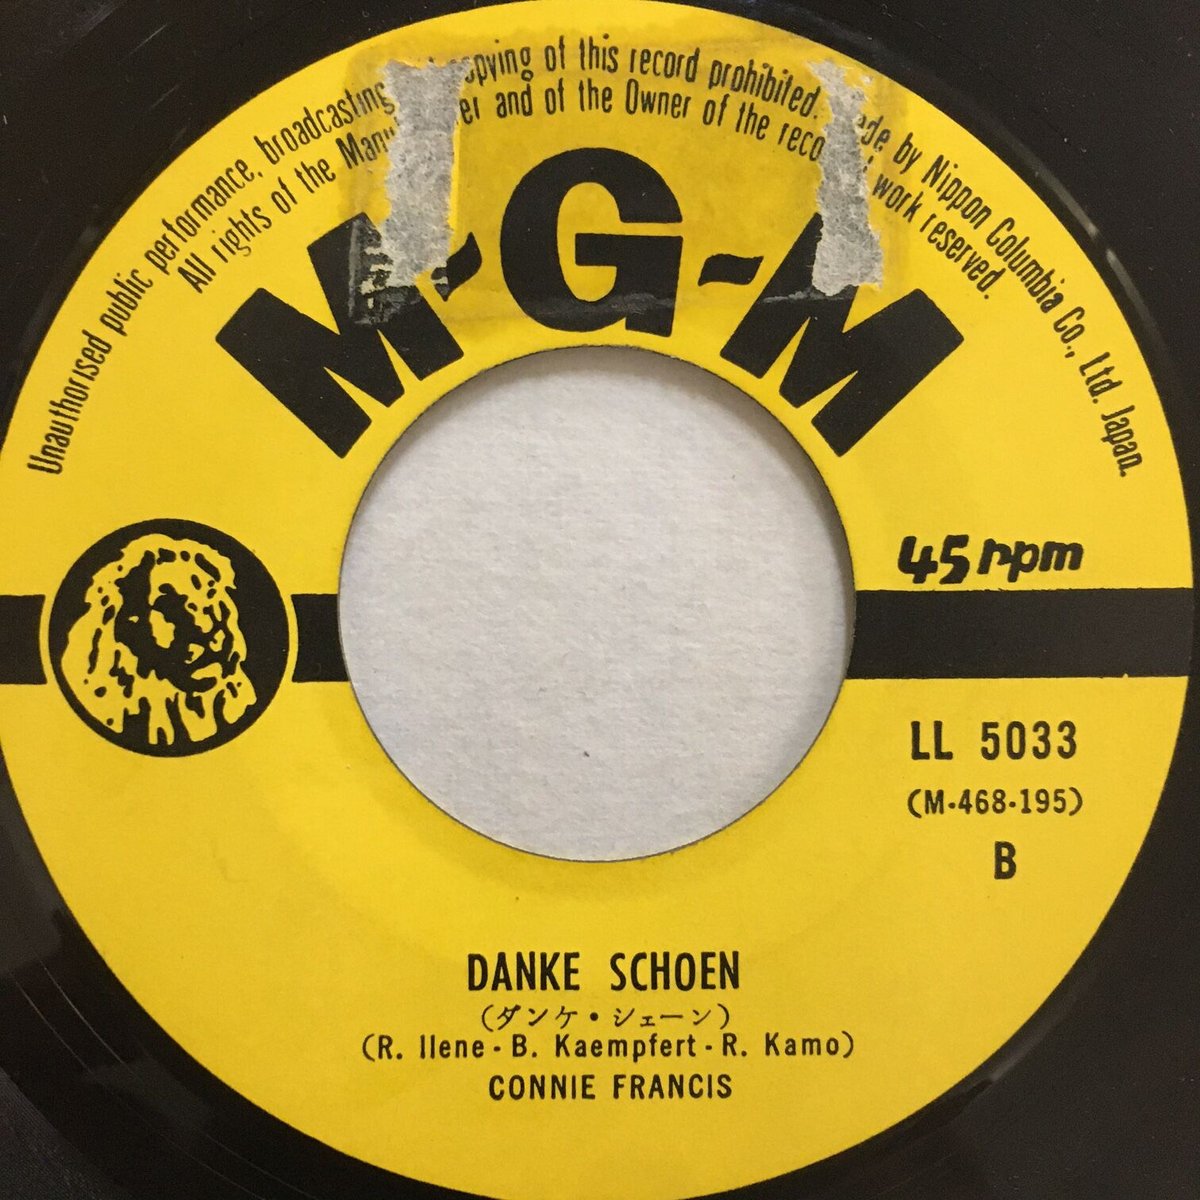 Unauthorised public performance, broadcasting copying of this record prohibited. Made by Nippon Columbia Co., Ltd. Japan.
All rights of the Manu er and of the Owner of the reco work reserved.
M-G-M
45 rpm
LL 5033
(M-468-195)
B
DANKE SCHOEN
(ダンケ・シェーン)
(R. Ilene - B. Kaempfert - R. Kamo)
CONNIE FRANCIS